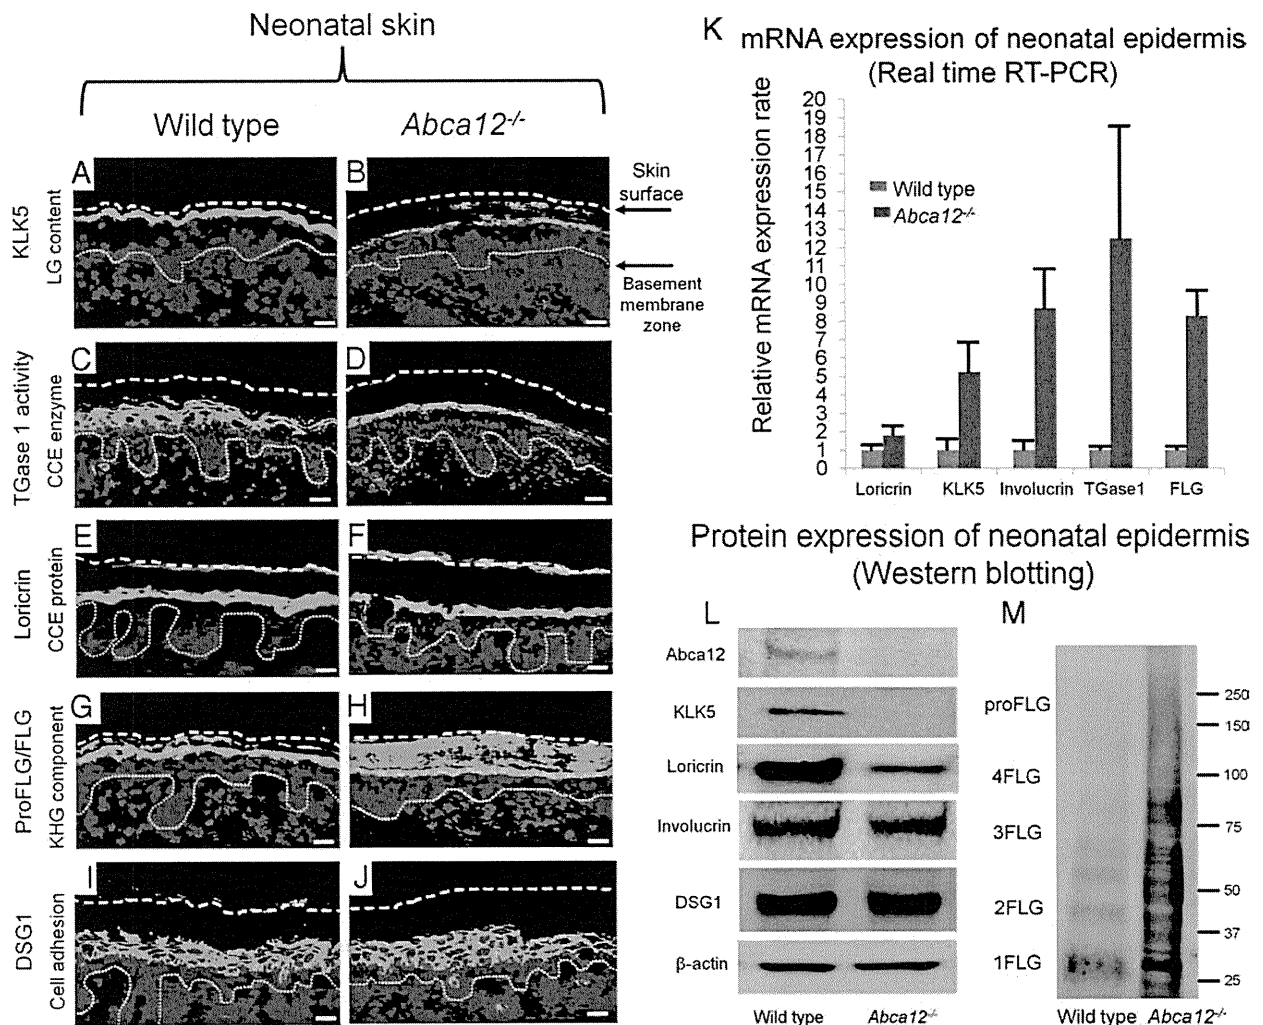 Neonatal skin
Wild type
Abca12-/-
KLK5
LG content
A
B
Skin
surface
Basement
membrane
zone
TGase 1 activity
CCE enzyme
C
D
Loricrin
CCE protein
E
F
ProFLG/FLG
KHG component
G
H
DSG1
Cell adhesion
I
J
K
mRNA expression of neonatal epidermis
(Real time RT-PCR)
Relative mRNA expression rate
20
19
18
17
16
15
14
13
12
11
10
9
8
7
6
5
4
3
2
1
0
Wild type
Abca12-/-
Loricrin KLK5 Involucrin TGase1 FLG
Protein expression of neonatal epidermis
(Western blotting)
L
Abca12
KLK5
Loricrin
Involucrin
DSG1
β-actin
Wild type Abca12-/-
M
proFLG
4FLG
3FLG
2FLG
1FLG
250
150
100
75
50
37
25
Wild type Abca12-/-